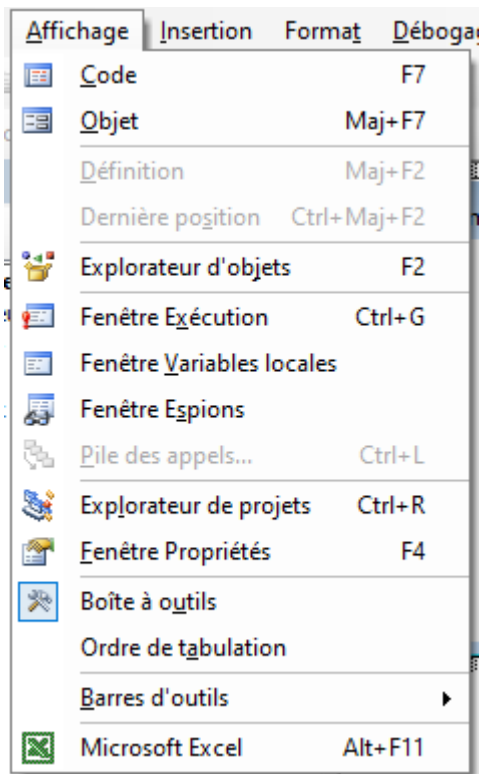 Affichage Insertion Format
Code F7
Objet Maj+F7
Définition Maj+F2
Dernière position Ctrl+Maj+F2
Explorateur d'objets F2
Fenêtre Exécution Ctrl+G
Fenêtre Variables locales
Fenêtre Espions
Pile des appels... Ctrl+L
Explorateur de projets Ctrl+R
Fenêtre Propriétés F4
Boîte à outils
Ordre de tabulation
Barres d'outils
Microsoft Excel Alt+F11